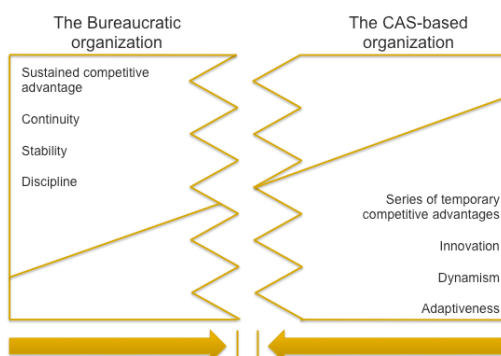 The Bureaucratic
organization
Sustained competitive
advantage
Continuity
Stability
Discipline
The CAS-based
organization
Series of temporary
competitive advantages
Innovation
Dynamism
Adaptiveness